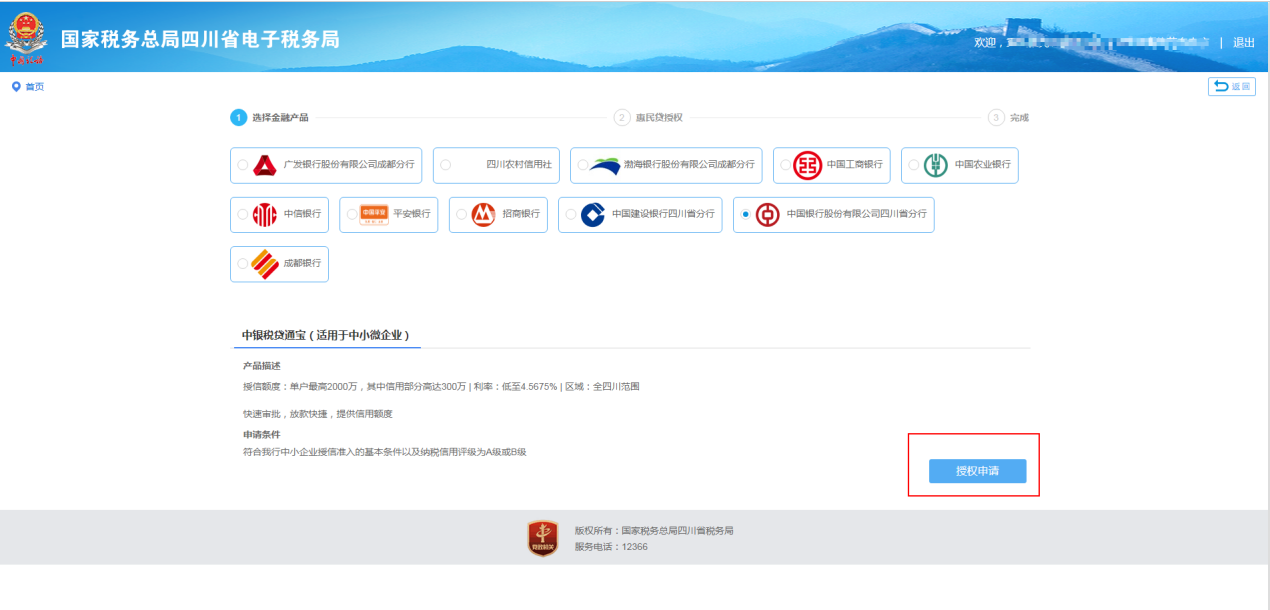 国家税务总局四川省电子税务局
欢迎, | 退出
首页
返回
1 选择金融产品
2 惠民贷授权
3 完成
广发银行股份有限公司成都分行
四川农村信用社
渤海银行股份有限公司成都分行
中国工商银行
中国农业银行
中信银行
中国平安 平安银行
招商银行
中国建设银行四川省分行
中国银行股份有限公司四川省分行
成都银行
中银税贷通宝 ( 适用于中小微企业 )
产品描述
授信额度：单户最高2000万，其中信用部分高达300万 | 利率：低至4.5675% | 区域：全四川范围
快速审批，放款快捷，提供信用额度
申请条件
符合我行中小企业授信准入的基本条件以及纳税信用评级为A级或B级
授权申请
党政机关
版权所有：国家税务总局四川省税务局
服务电话：12366